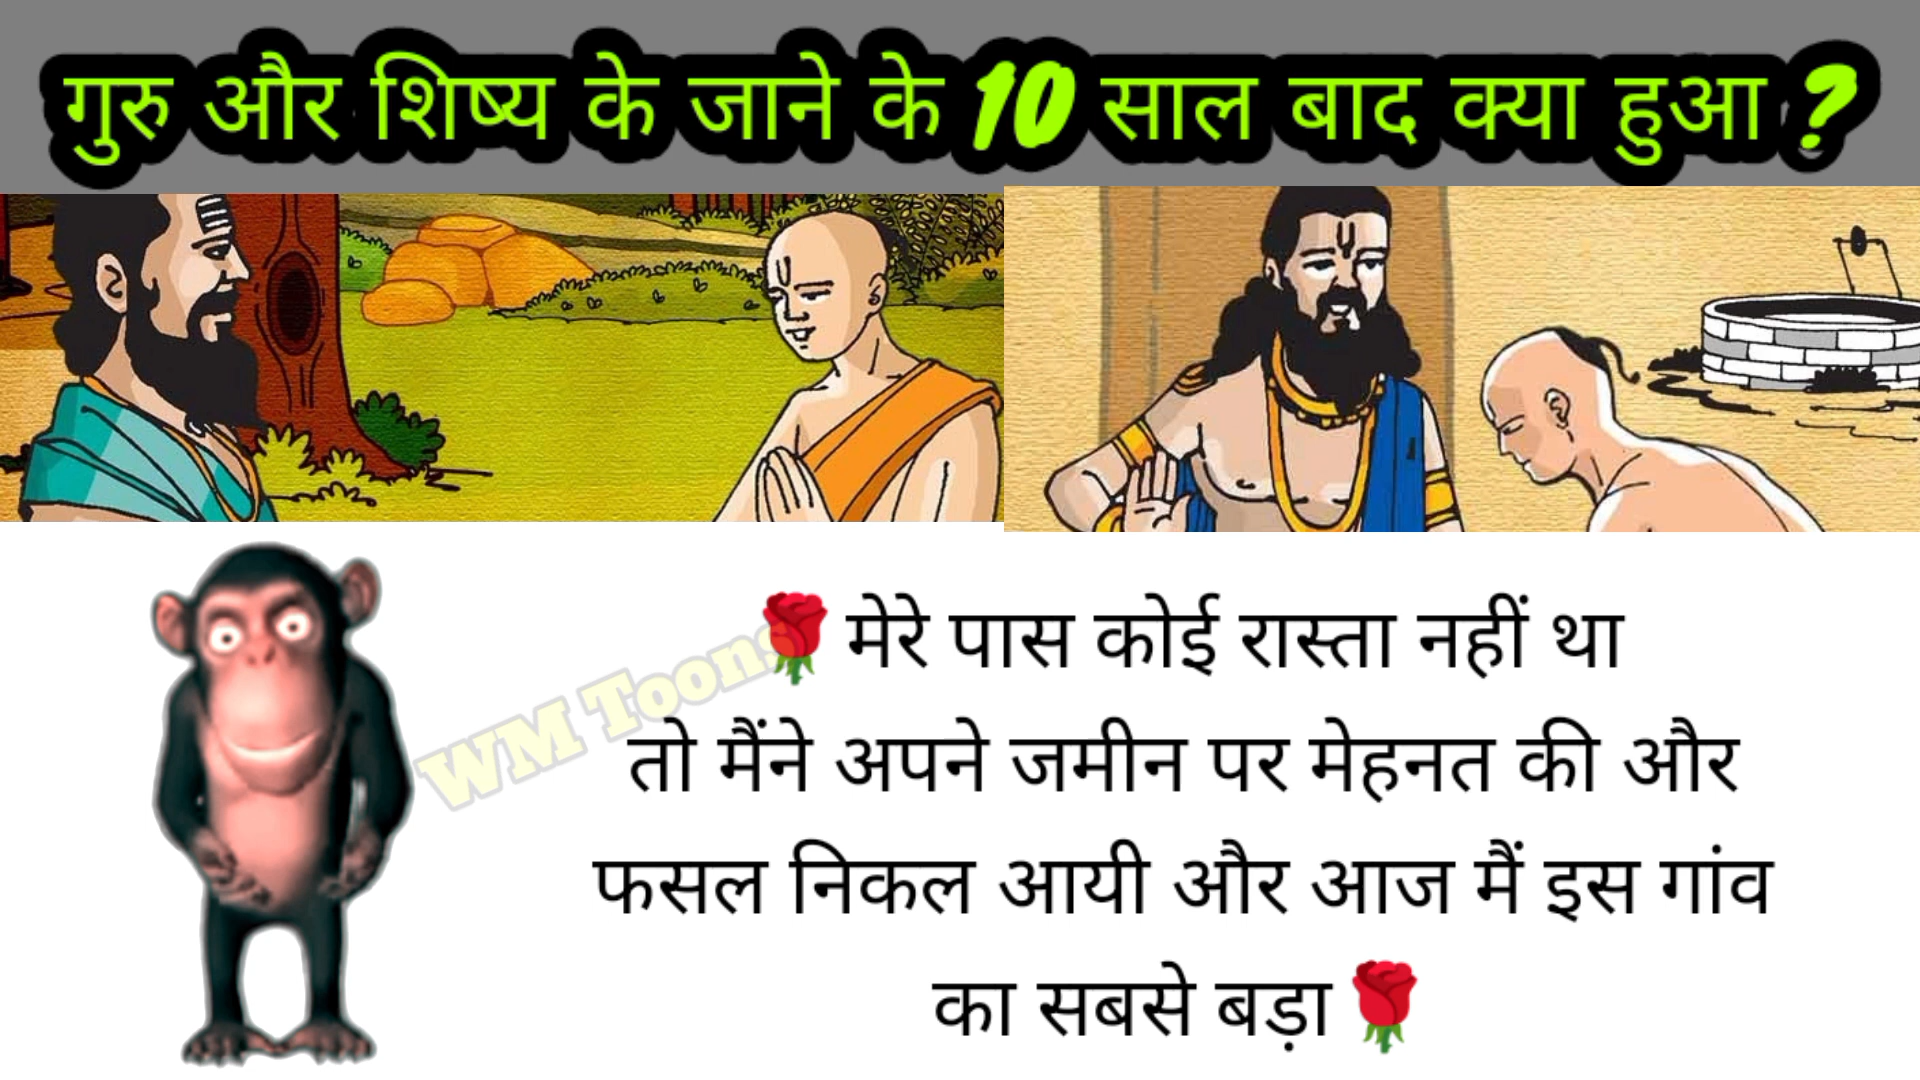 गुरु और शिष्य के जाने के 10 साल बाद क्या हुआ ?
WM Toons
🌹मेरे पास कोई रास्ता नहीं था
तो मैंने अपने जमीन पर मेहनत की और
फसल निकल आयी और आज मैं इस गांव
का सबसे बड़ा🌹